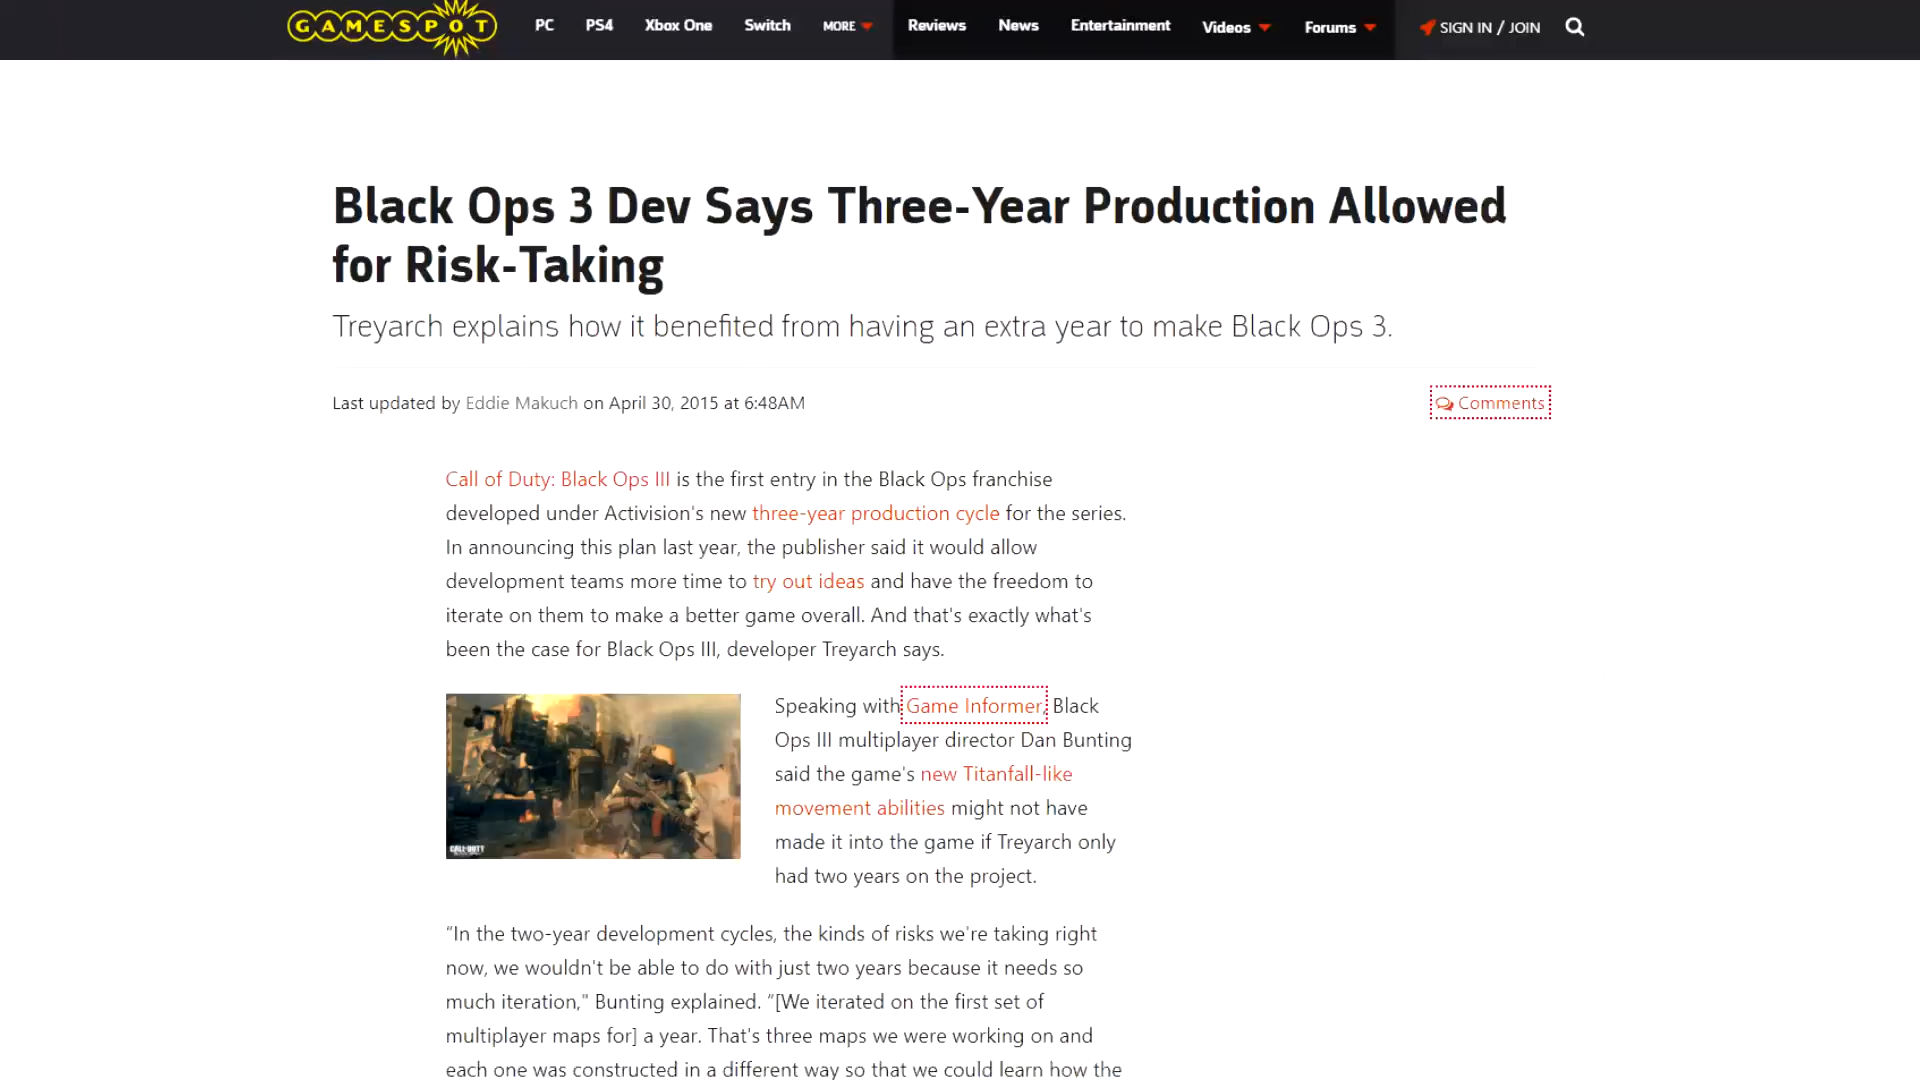 GAMESPOT PC PS4 Xbox One Switch MORE Reviews News Entertainment Videos Forums SIGN IN / JOIN
Black Ops 3 Dev Says Three-Year Production Allowed
for Risk-Taking
Treyarch explains how it benefited from having an extra year to make Black Ops 3.
Last updated by Eddie Makuch on April 30, 2015 at 6:48AM
Comments
Call of Duty: Black Ops III is the first entry in the Black Ops franchise
developed under Activision's new three-year production cycle for the series.
In announcing this plan last year, the publisher said it would allow
development teams more time to try out ideas and have the freedom to
iterate on them to make a better game overall. And that's exactly what's
been the case for Black Ops III, developer Treyarch says.
CALL OF DUTY
Speaking with Game Informer, Black
Ops III multiplayer director Dan Bunting
said the game's new Titanfall-like
movement abilities might not have
made it into the game if Treyarch only
had two years on the project.
“In the two-year development cycles, the kinds of risks we're taking right
now, we wouldn't be able to do with just two years because it needs so
much iteration," Bunting explained. “[We iterated on the first set of
multiplayer maps for] a year. That's three maps we were working on and
each one was constructed in a different way so that we could learn how the